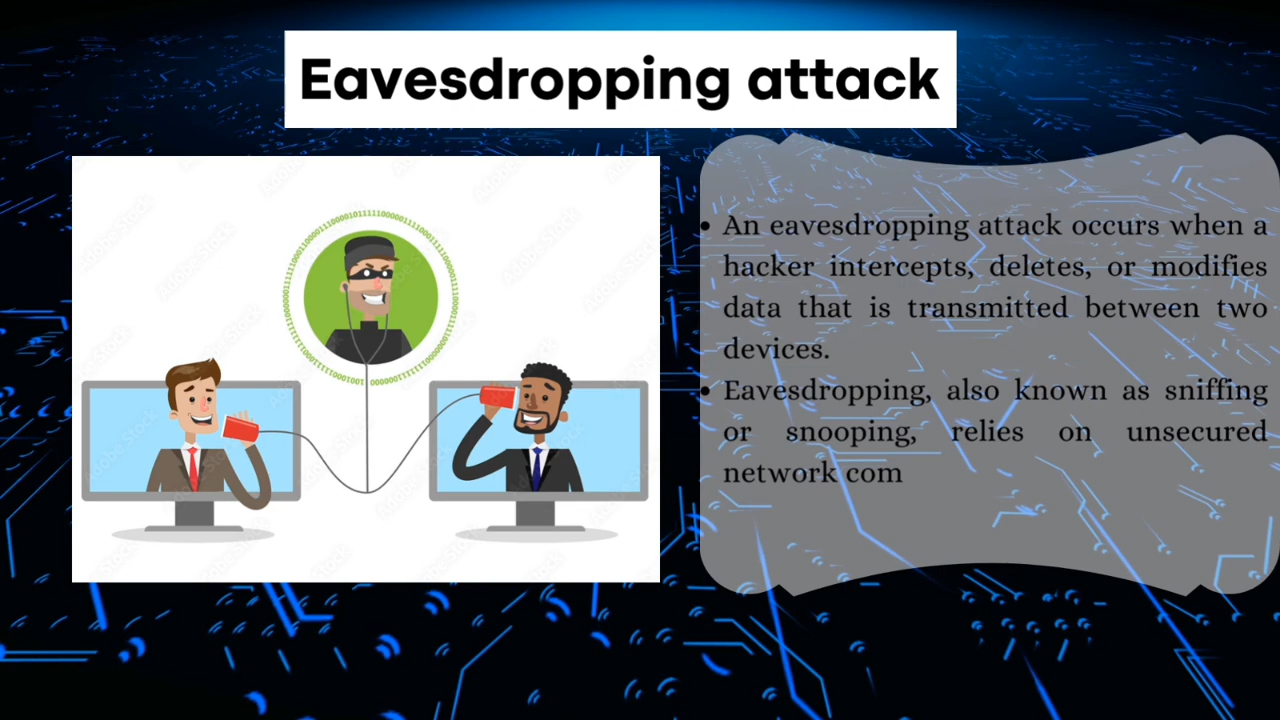 Eavesdropping attack
• An eavesdropping attack occurs when a
hacker intercepts, deletes, or modifies
data that is transmitted between two
devices.
• Eavesdropping, also known as sniffing
or snooping, relies on unsecured
network com